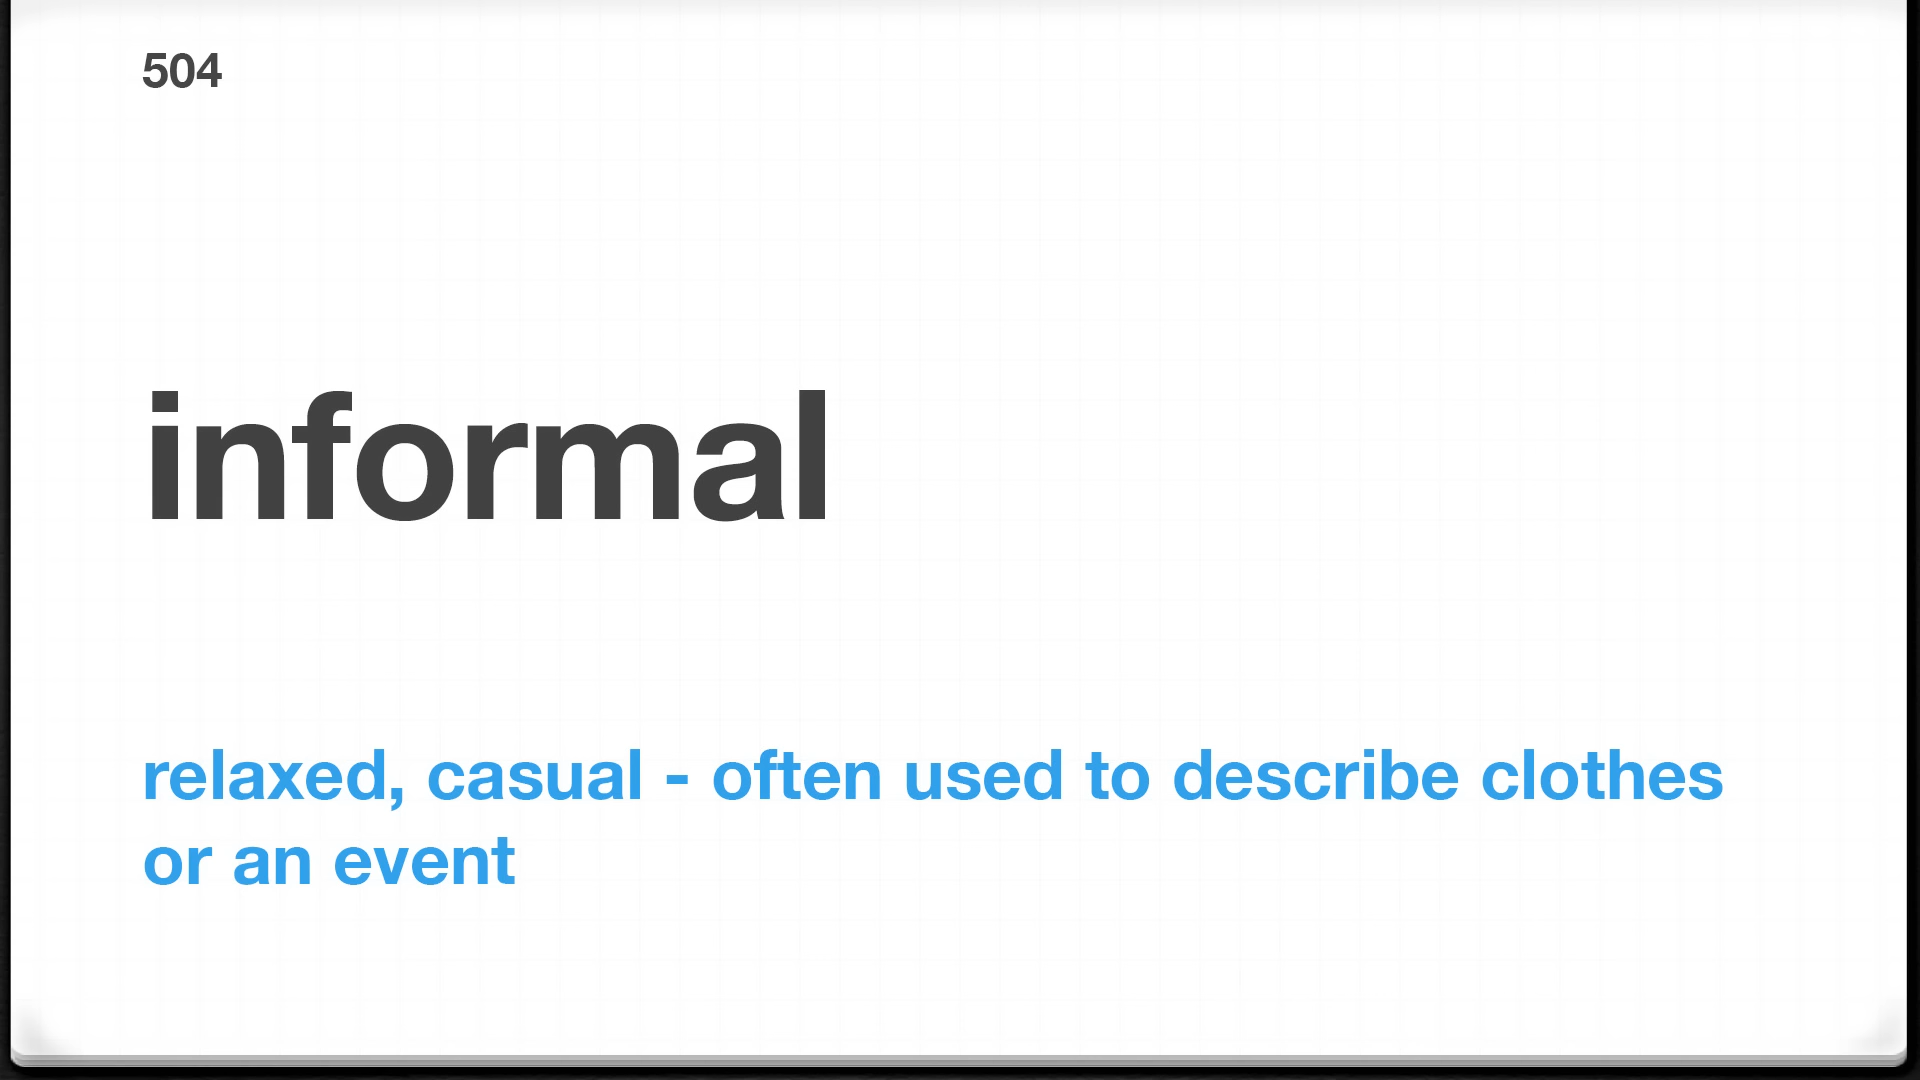 504
informal
relaxed, casual - often used to describe clothes
or an event